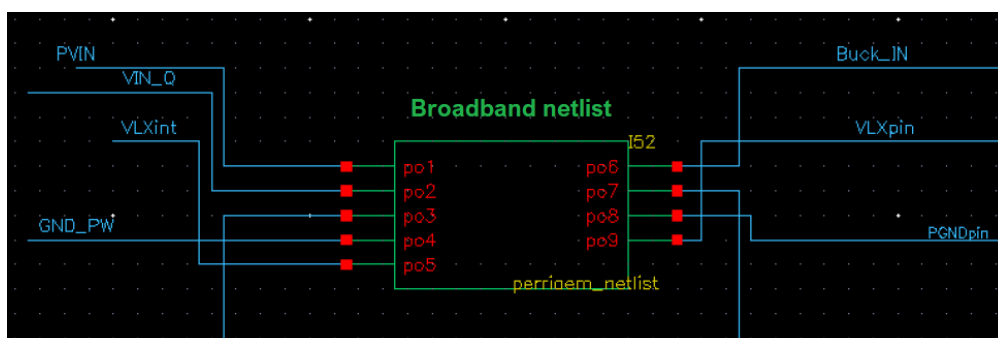 PVIN
Buck_IN
VIN_Q
Broadband netlist
VLXint
VLXpin
I52
po1
po6
po2
po7
po3
po8
GND_PW
PGNDpin
po4
po9
po5
perrigem_netlist